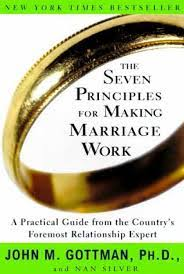 NEW YORK TIMES BESTSELLER
THE
SEVEN
PRINCIPLES
FOR MAKING
MARRIAGE
WORK
A Practical Guide from the Country's
Foremost Relationship Expert
JOHN M. GOTTMAN, PH.D.,
AND NAN SILVER